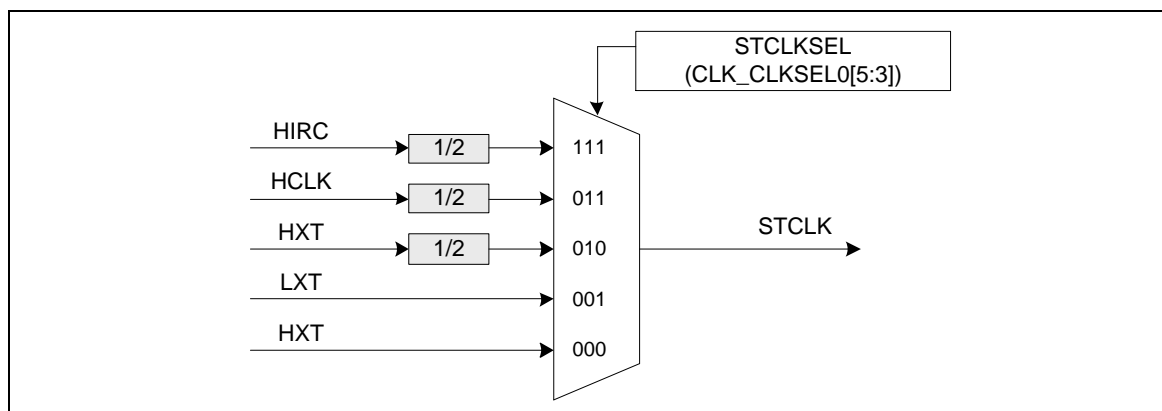 STCLKSEL
(CLK_CLKSEL0[5:3])
HIRC 1/2 111
HCLK 1/2 011
HXT 1/2 010
STCLK
LXT 001
HXT 000